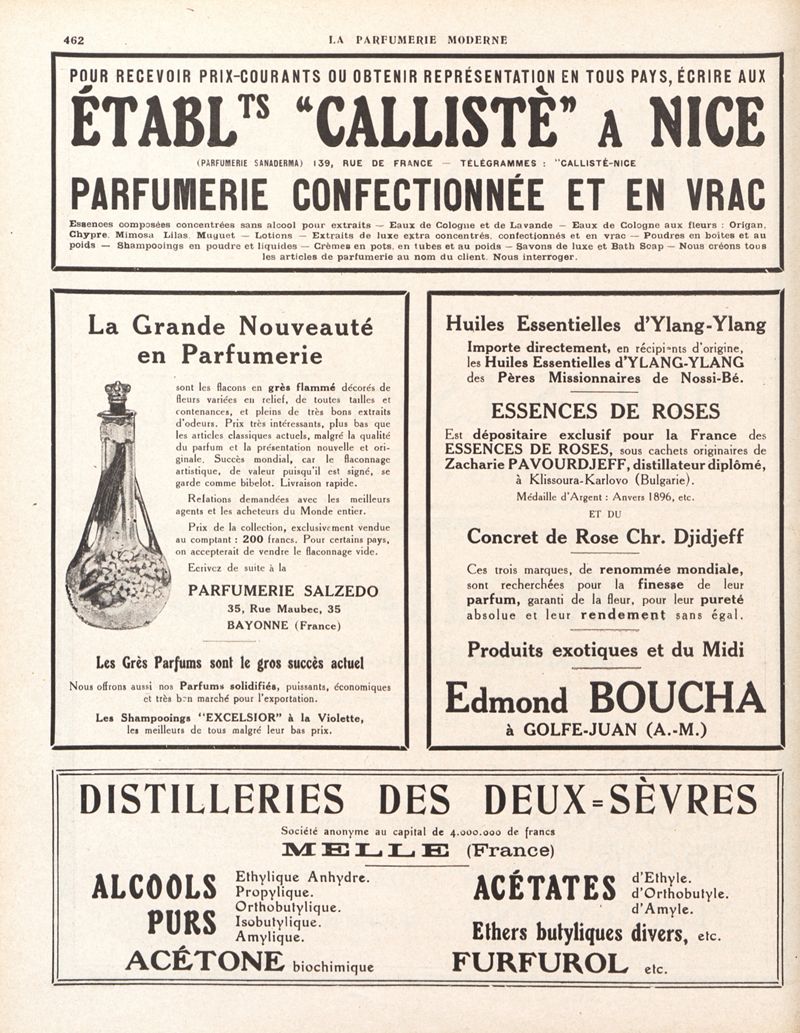 462
LA PARFUMERIE MODERNE
POUR RECEVOIR PRIX-COURANTS OU OBTENIR REPRÉSENTATION EN TOUS PAYS, ÉCRIRE AUX
ÉTABLTS “CALLISTÈ” A NICE
(PARFUMERIE SANADERMA) 139, RUE DE FRANCE — TÉLÉGRAMMES : "CALLISTÈ-NICE
PARFUMERIE CONFECTIONNÉE ET EN VRAC
Essences composées concentrées sans alcool pour extraits — Eaux de Cologne et de Lavande — Eaux de Cologne aux fleurs : Origan,
Chypre, Mimosa Lilas, Muguet — Lotions — Extraits de luxe extra concentrés, confectionnés et en vrac — Poudres en boites et au
poids — Shampooings en poudre et liquides — Crèmes en pots, en tubes et au poids — Savons de luxe et Bath Soap — Nous créons tous
les articles de parfumerie au nom du client. Nous interroger.
La Grande Nouveauté
en Parfumerie
sont les flacons en grès flammé décorés de
fleurs variées en relief, de toutes tailles et
contenances, et pleins de très bons extraits
d'odeurs. Prix très intéressants, plus bas que
les articles classiques actuels, malgré la qualité
du parfum et la présentation nouvelle et ori-
ginale. Succès mondial, car le flaconnage
artistique, de valeur puisqu'il est signé, se
garde comme bibelot. Livraison rapide.
Relations demandées avec les meilleurs
agents et les acheteurs du Monde entier.
Prix de la collection, exclusivement vendue
au comptant : 200 francs. Pour certains pays,
on accepterait de vendre le flaconnage vide.
Ecrivez de suite à la
PARFUMERIE SALZEDO
35, Rue Maubec, 35
BAYONNE (France)
Les Grès Parfums sont le gros succès actuel
Nous offrons aussi nos Parfums solidifiés, puissants, économiques
et très bon marché pour l'exportation.
Les Shampooings "EXCELSIOR" à la Violette,
les meilleurs de tous malgré leur bas prix.
Huiles Essentielles d'Ylang-Ylang
Importe directement, en récipients d'origine,
les Huiles Essentielles d'YLANG-YLANG
des Pères Missionnaires de Nossi-Bé.
ESSENCES DE ROSES
Est dépositaire exclusif pour la France des
ESSENCES DE ROSES, sous cachets originaires de
Zacharie PAVOURDJEFF, distillateur diplômé,
à Klissoura-Karlovo (Bulgarie).
Médaille d'Argent : Anvers 1896, etc.
ET DU
Concret de Rose Chr. Djidjeff
Ces trois marques, de renommée mondiale,
sont recherchées pour la finesse de leur
parfum, garanti de la fleur, pour leur pureté
absolue et leur rendement sans égal.
Produits exotiques et du Midi
Edmond BOUCHA
à GOLFE-JUAN (A.-M.)
DISTILLERIES DES DEUX=SÈVRES
Société anonyme au capital de 4.000.000 de francs
MELLE (France)
ALCOOLS PURS
Ethylique Anhydre.
Propylique.
Orthobutylique.
Isobutylique.
Amylique.
ACÉTONE biochimique
ACÉTATES
d'Ethyle.
d'Orthobutyle.
d'Amyle.
Ethers butyliques divers, etc.
FURFUROL etc.